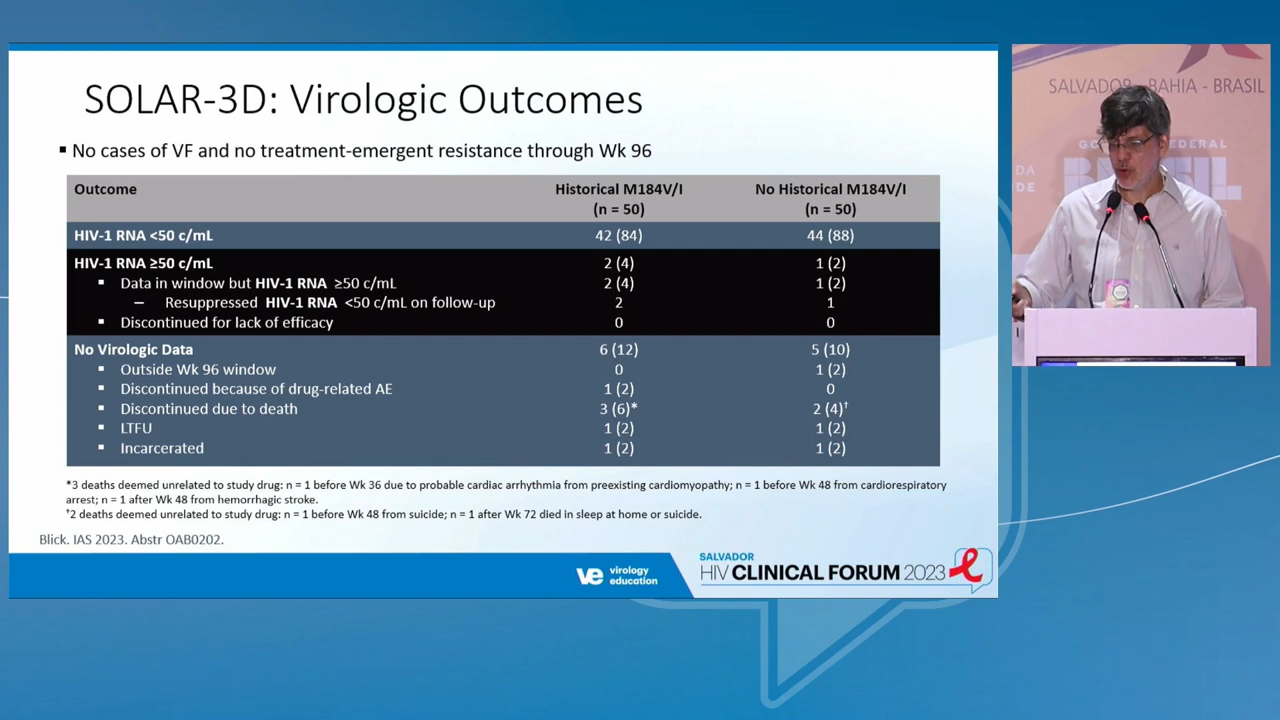 SOLAR-3D: Virologic Outcomes
▪ No cases of VF and no treatment-emergent resistance through Wk 96
Outcome Historical M184V/I (n = 50) No Historical M184V/I (n = 50)
HIV-1 RNA <50 c/mL 42 (84) 44 (88)
HIV-1 RNA ≥50 c/mL 2 (4) 1 (2)
▪ Data in window but HIV-1 RNA ≥50 c/mL 2 (4) 1 (2)
– Resuppressed HIV-1 RNA <50 c/mL on follow-up 2 1
▪ Discontinued for lack of efficacy 0 0
No Virologic Data 6 (12) 5 (10)
▪ Outside Wk 96 window 0 1 (2)
▪ Discontinued because of drug-related AE 1 (2) 0
▪ Discontinued due to death 3 (6)* 2 (4)†
▪ LTFU 1 (2) 1 (2)
▪ Incarcerated 1 (2) 1 (2)
*3 deaths deemed unrelated to study drug: n = 1 before Wk 36 due to probable cardiac arrhythmia from preexisting cardiomyopathy; n = 1 before Wk 48 from cardiorespiratory
arrest; n = 1 after Wk 48 from hemorrhagic stroke.
†2 deaths deemed unrelated to study drug: n = 1 before Wk 48 from suicide; n = 1 after Wk 72 died in sleep at home or suicide.
Blick. IAS 2023. Abstr OAB0202.
ve virology
education
SALVADOR
HIV CLINICAL FORUM 2023
SALVADOR - BAHIA - BRASIL